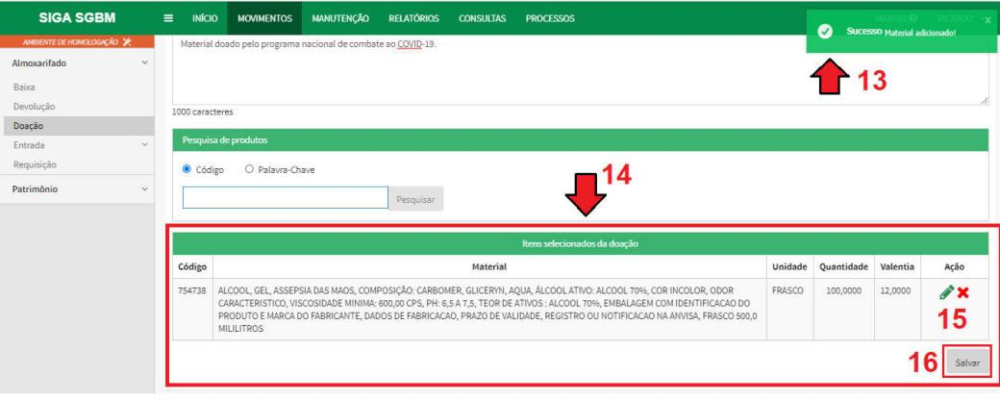 SIGA SGBM
INÍCIO MOVIMENTOS MANUTENÇÃO RELATÓRIOS CONSULTAS PROCESSOS
MANUAL RICARDO
x
Sucesso Material adicionado!
AMBIENTE DE HOMOLOGAÇÃO
Almoxarifado
Baixa
Devolução
Doação
Entrada
Requisição
Patrimônio
Material doado pelo programa nacional de combate ao COVID-19.
13
1000 caracteres
Pesquisa de produtos
Código Palavra-Chave
Pesquisar
14
Itens selecionados da doação
Código Material Unidade Quantidade Valentia Ação
754738 ALCOOL, GEL, ASSEPSIA DAS MAOS, COMPOSIÇÃO: CARBOMER, GLICERYN, AQUA, ÁLCOOL ATIVO: ALCOOL 70%, COR INCOLOR, ODOR FRASCO 100,0000 12,0000
CARACTERISTICO, VISCOSIDADE MINIMA: 600,00 CPS, PH: 6,5 A 7,5, TEOR DE ATIVOS : ALCOOL 70%, EMBALAGEM COM IDENTIFICACAO DO
PRODUTO E MARCA DO FABRICANTE, DADOS DE FABRICACAO, PRAZO DE VALIDADE, REGISTRO OU NOTIFICACAO NA ANVISA, FRASCO 500,0
MILILITROS
15
16 Salvar